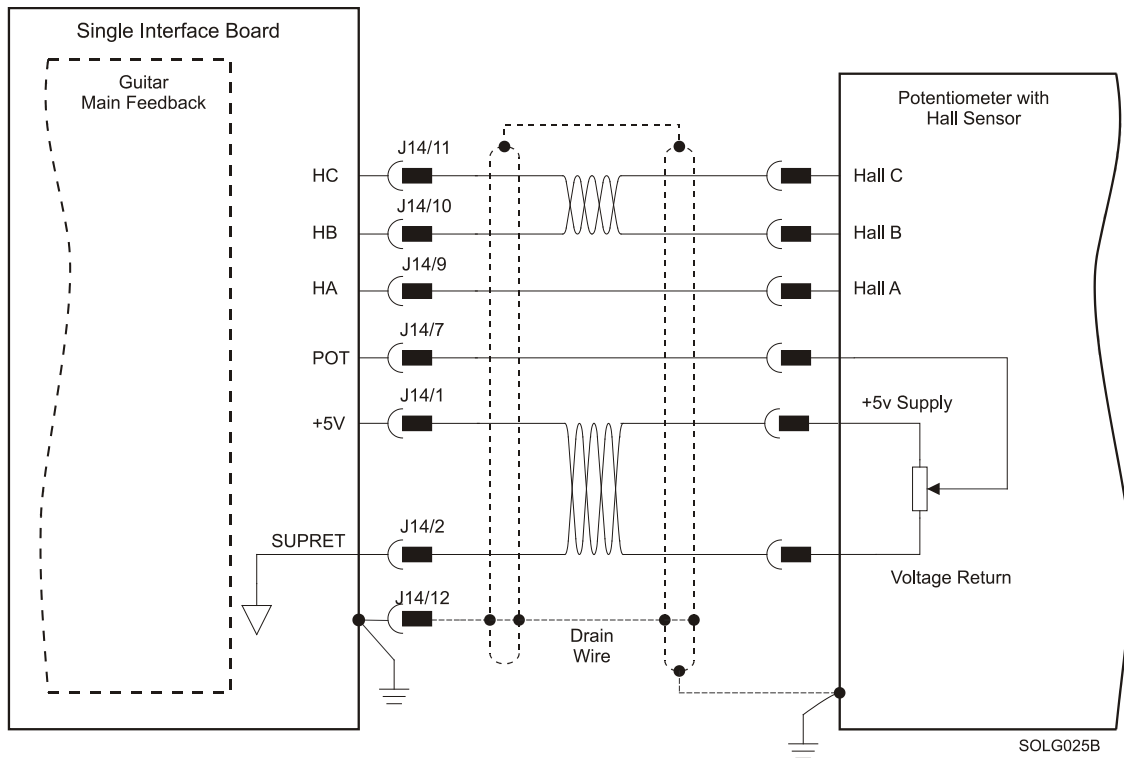 Single Interface Board
Guitar
Main Feedback
Potentiometer with
Hall Sensor
J14/11
HC
Hall C
J14/10
HB
Hall B
J14/9
HA
Hall A
J14/7
POT
J14/1
+5v Supply
+5V
J14/2
SUPRET
Voltage Return
J14/12
Drain
Wire
SOLG025B